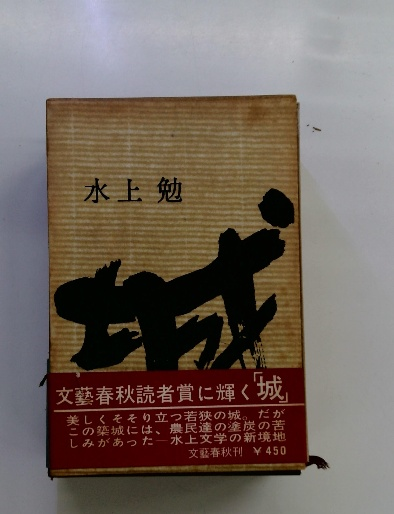 水上 勉
城
文藝春秋読者賞に輝く「城」
美しくそそり立つ若狭の城。だが
この築城には、農民達の塗炭の苦
しみがあった―水上文学の新境地
文藝春秋刊 ￥450